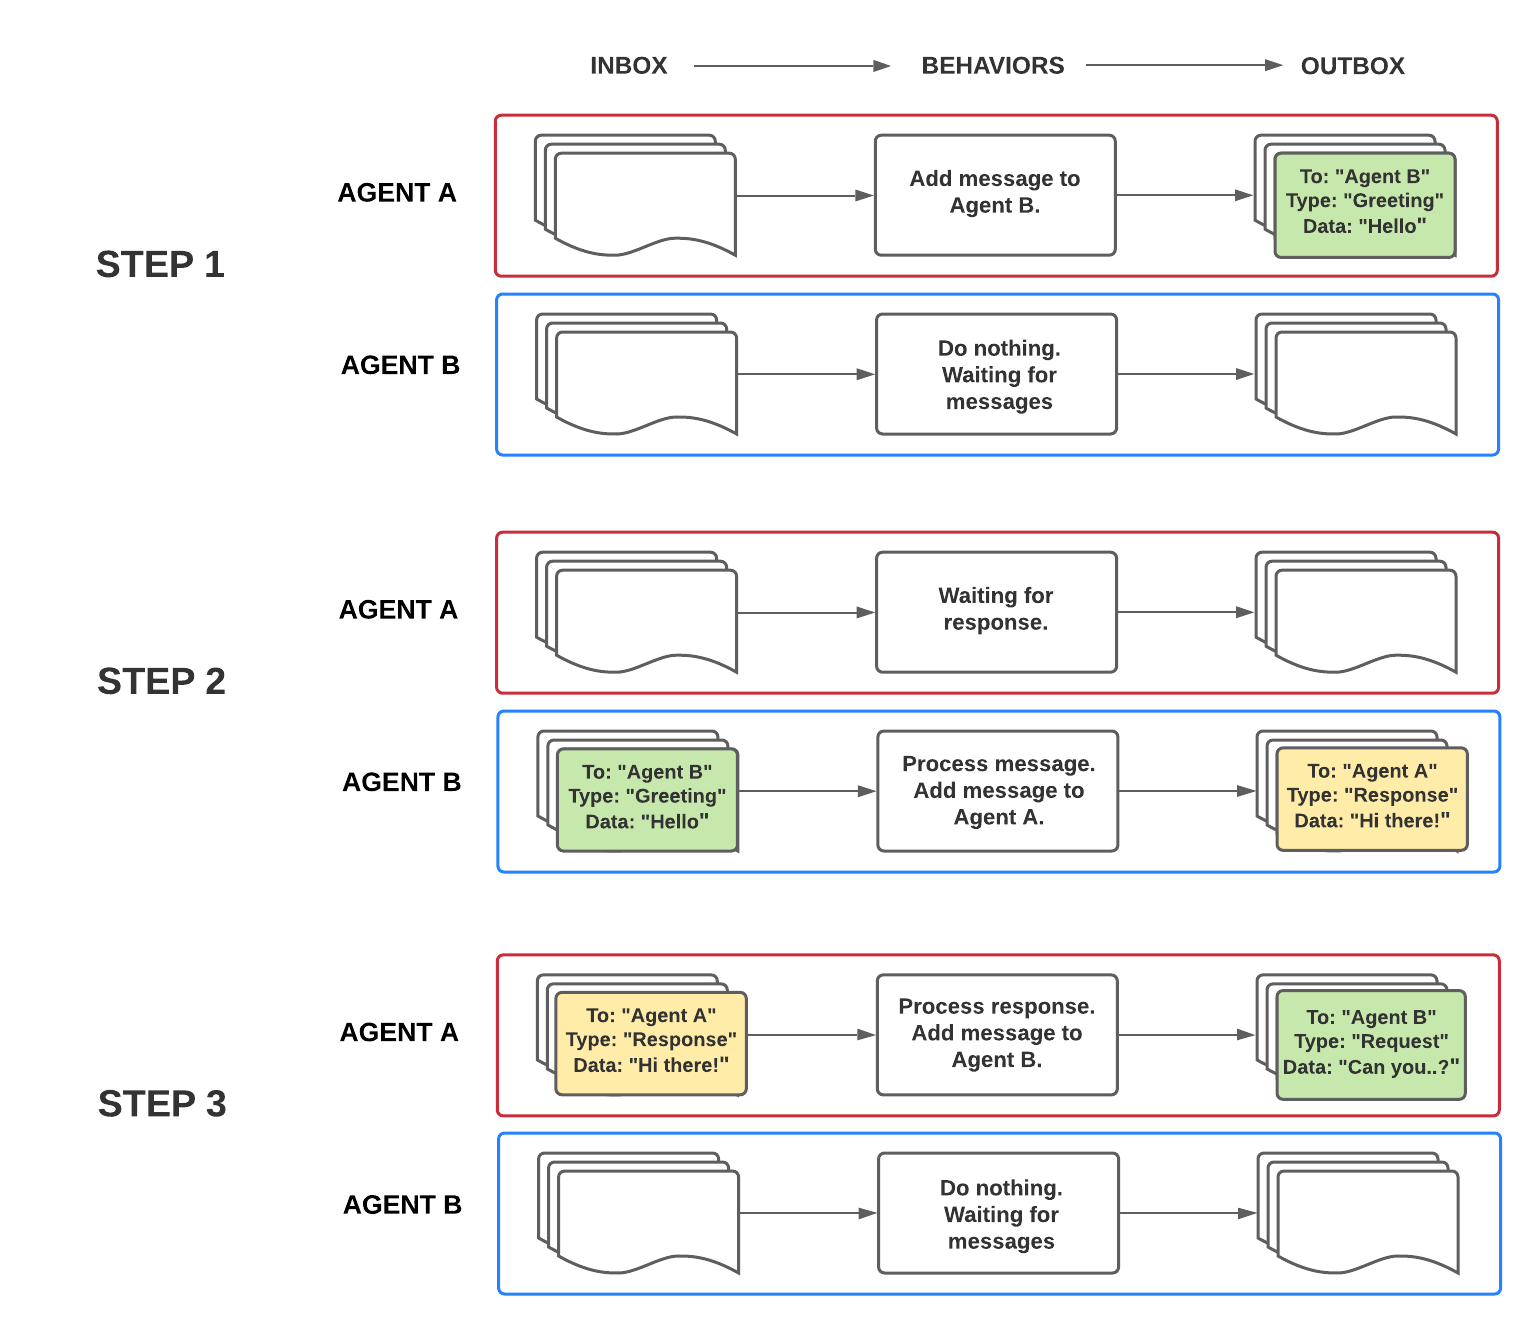 INBOX
BEHAVIORS
OUTBOX
STEP 1
AGENT A
Add message to
Agent B.
To: "Agent B"
Type: "Greeting"
Data: "Hello"
AGENT B
Do nothing.
Waiting for
messages
STEP 2
AGENT A
Waiting for
response.
AGENT B
To: "Agent B"
Type: "Greeting"
Data: "Hello"
Process message.
Add message to
Agent A.
To: "Agent A"
Type: "Response"
Data: "Hi there!"
STEP 3
AGENT A
To: "Agent A"
Type: "Response"
Data: "Hi there!"
Process response.
Add message to
Agent B.
To: "Agent B"
Type: "Request"
Data: "Can you..?"
AGENT B
Do nothing.
Waiting for
messages